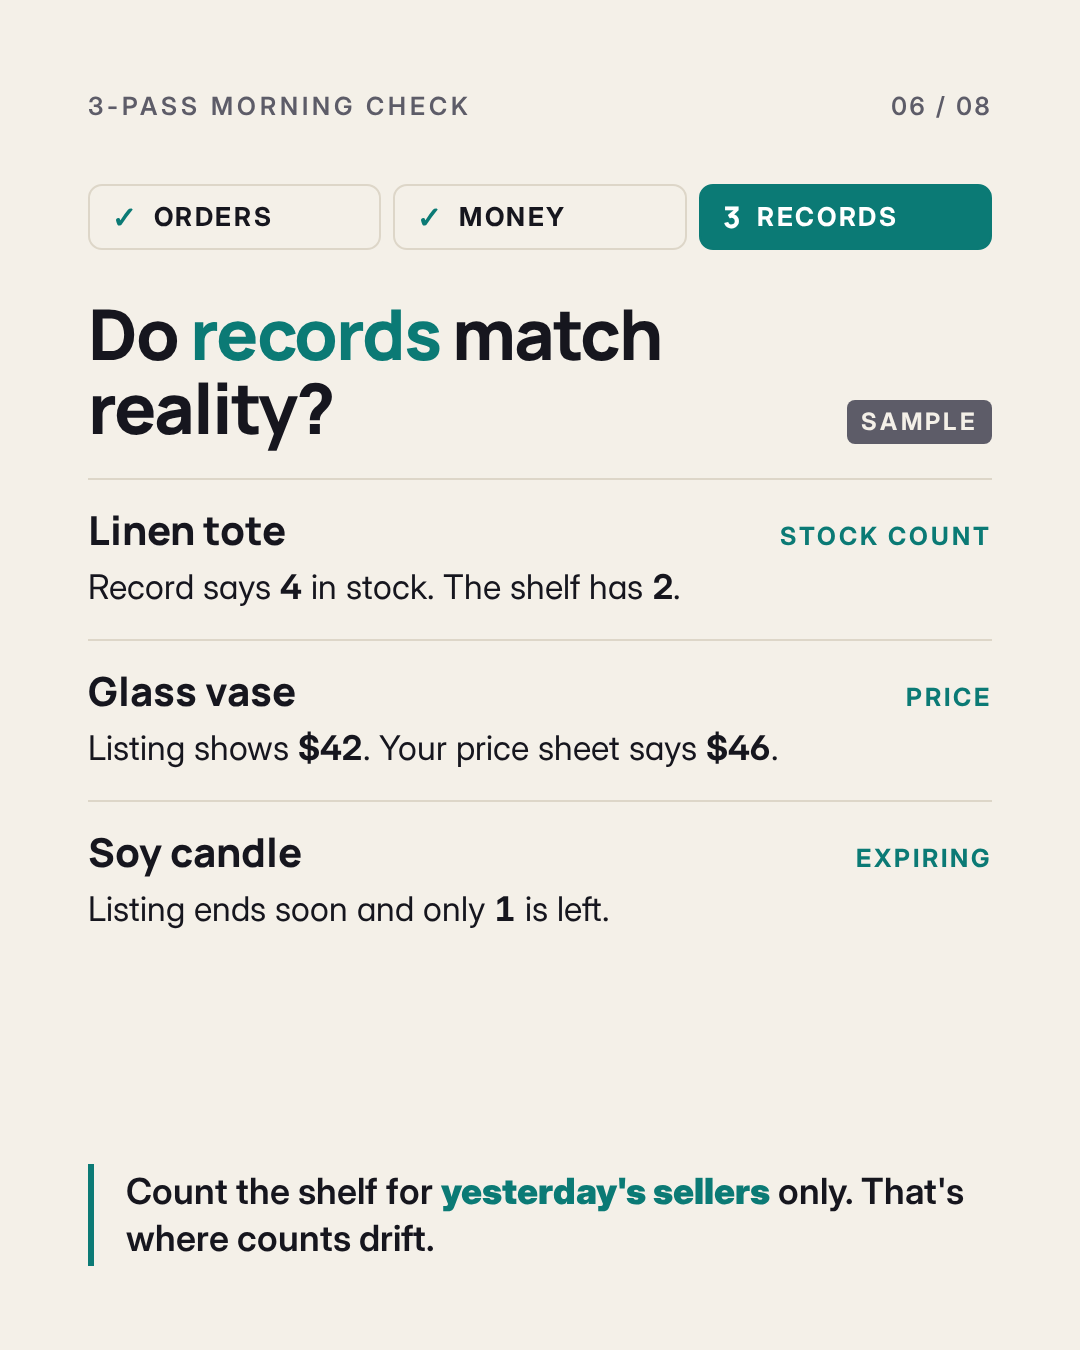 3-PASS MORNING CHECK
06 / 08
✓ ORDERS
✓ MONEY
3 RECORDS
Do records match
reality?
SAMPLE
Linen tote
STOCK COUNT
Record says 4 in stock. The shelf has 2.
Glass vase
PRICE
Listing shows $42. Your price sheet says $46.
Soy candle
EXPIRING
Listing ends soon and only 1 is left.
Count the shelf for yesterday's sellers only. That's
where counts drift.